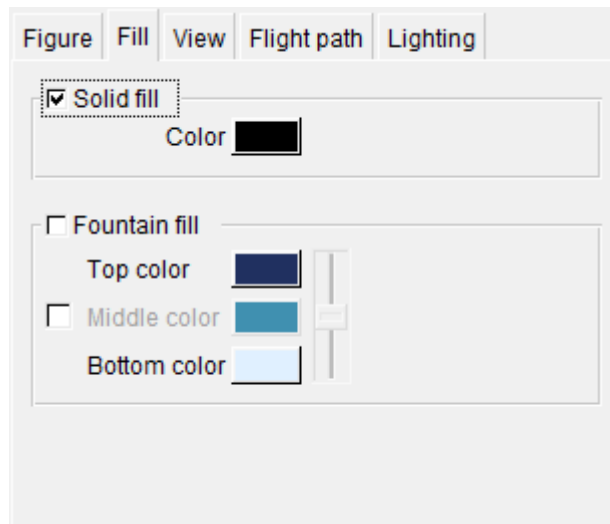 Figure Fill View Flight path Lighting
Solid fill
Color
Fountain fill
Top color
Middle color
Bottom color